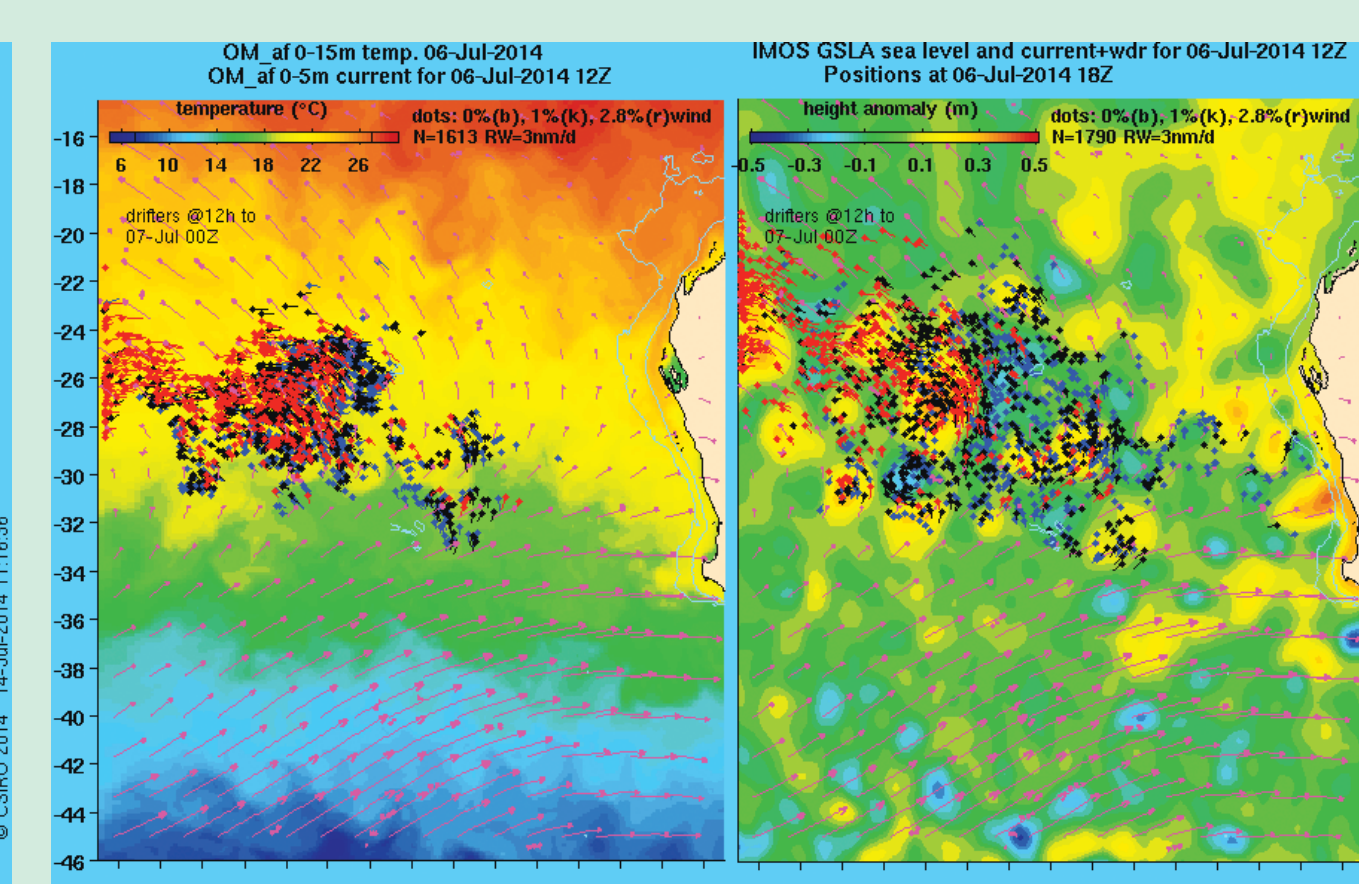 OM_af 0-15m temp. 06-Jul-2014
OM_af 0-5m current for 06-Jul-2014 12Z
temperature (°C)
dots: 0%(b), 1%(k), 2.8%(r)wind
N=1613 RW=3nm/d
6 10 14 18 22 26
drifters @12h to
07-Jul 00Z
-16
-18
-20
-22
-24
-26
-28
-30
-32
-34
-36
-38
-40
-42
-44
-46
IMOS GSLA sea level and current+wdr for 06-Jul-2014 12Z
Positions at 06-Jul-2014 18Z
height anomaly (m)
dots: 0%(b), 1%(k), 2.8%(r)wind
N=1790 RW=3nm/d
-0.5 -0.3 -0.1 0.1 0.3 0.5
drifters @12h to
07-Jul 00Z
© CSIRO 2014 14-Jul-2014